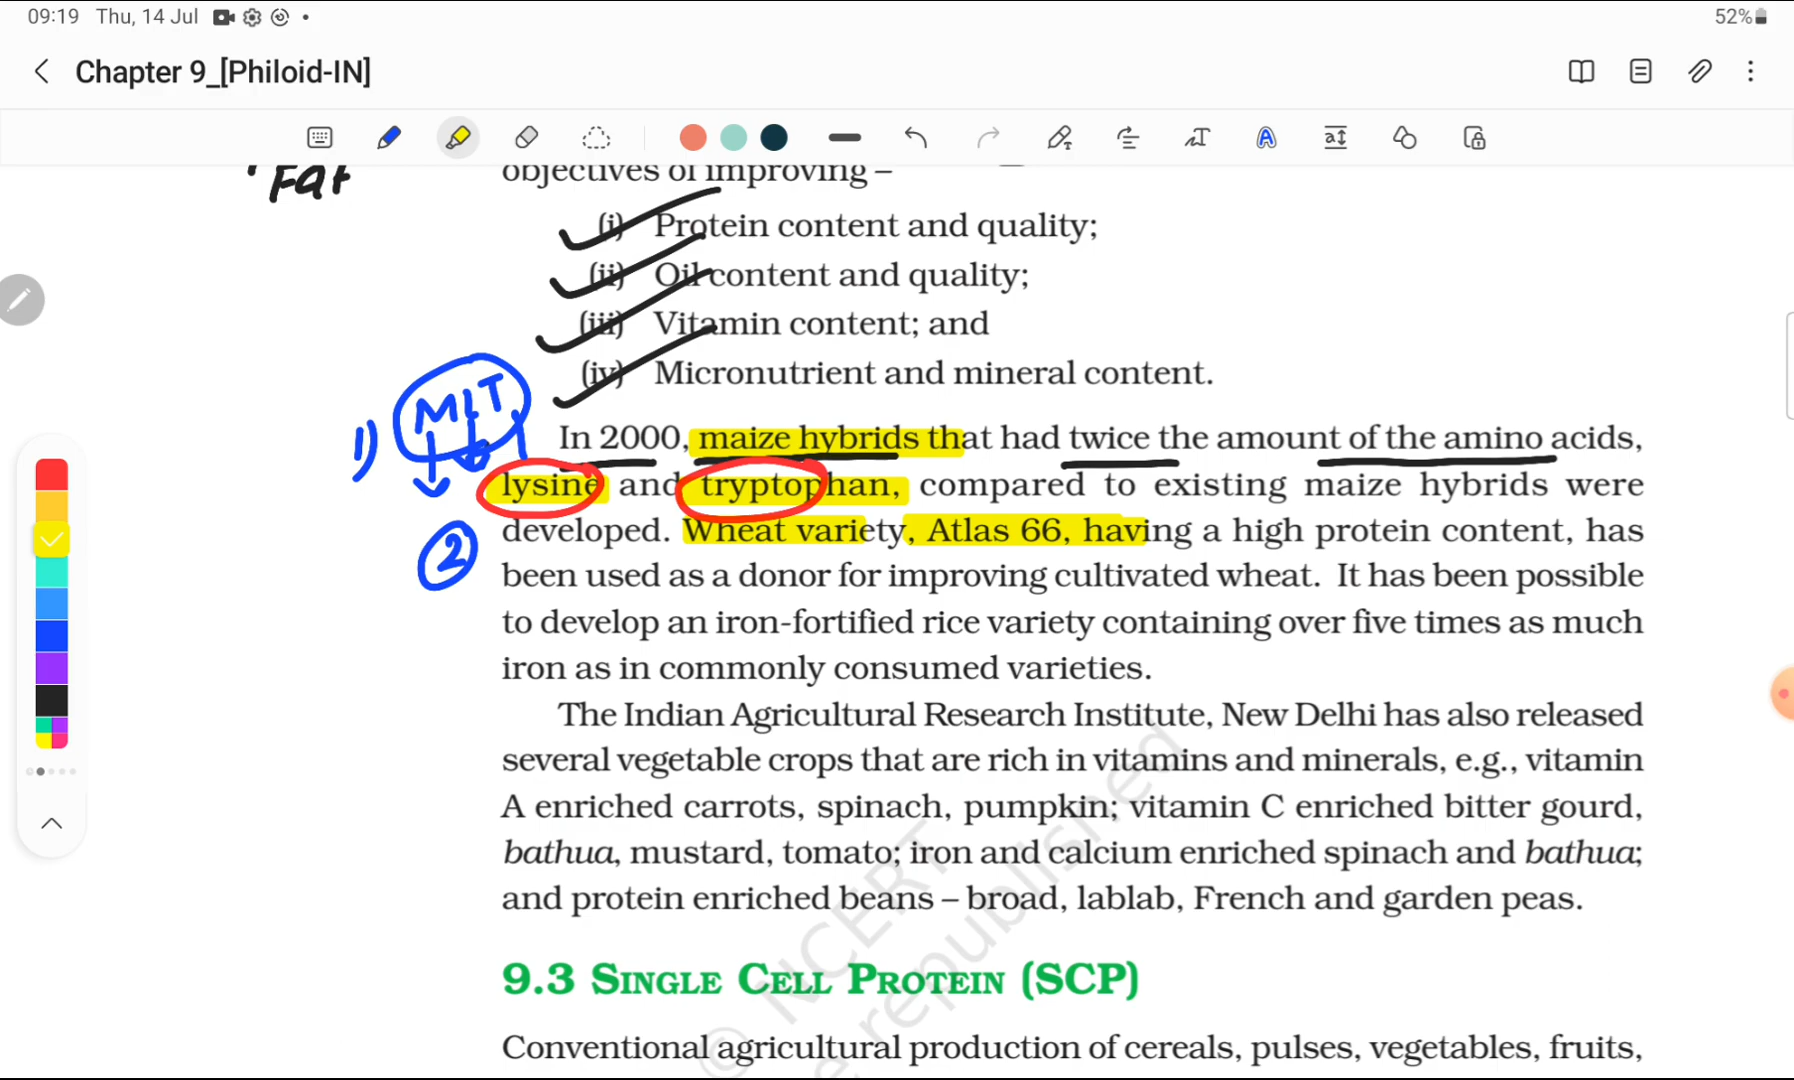 09:19 Thu, 14 Jul
52%
Chapter 9_[Philoid-IN]
Fat
objectives of improving –
(i) Protein content and quality;
(ii) Oil content and quality;
(iii) Vitamin content; and
(iv) Micronutrient and mineral content.
1) MLT
In 2000, maize hybrids that had twice the amount of the amino acids,
lysine and tryptophan, compared to existing maize hybrids were
developed. Wheat variety, Atlas 66, having a high protein content, has
2
been used as a donor for improving cultivated wheat. It has been possible
to develop an iron-fortified rice variety containing over five times as much
iron as in commonly consumed varieties.
The Indian Agricultural Research Institute, New Delhi has also released
several vegetable crops that are rich in vitamins and minerals, e.g., vitamin
A enriched carrots, spinach, pumpkin; vitamin C enriched bitter gourd,
bathua, mustard, tomato; iron and calcium enriched spinach and bathua;
and protein enriched beans – broad, lablab, French and garden peas.
9.3 SINGLE CELL PROTEIN (SCP)
Conventional agricultural production of cereals, pulses, vegetables, fruits,
© NCERT
republished